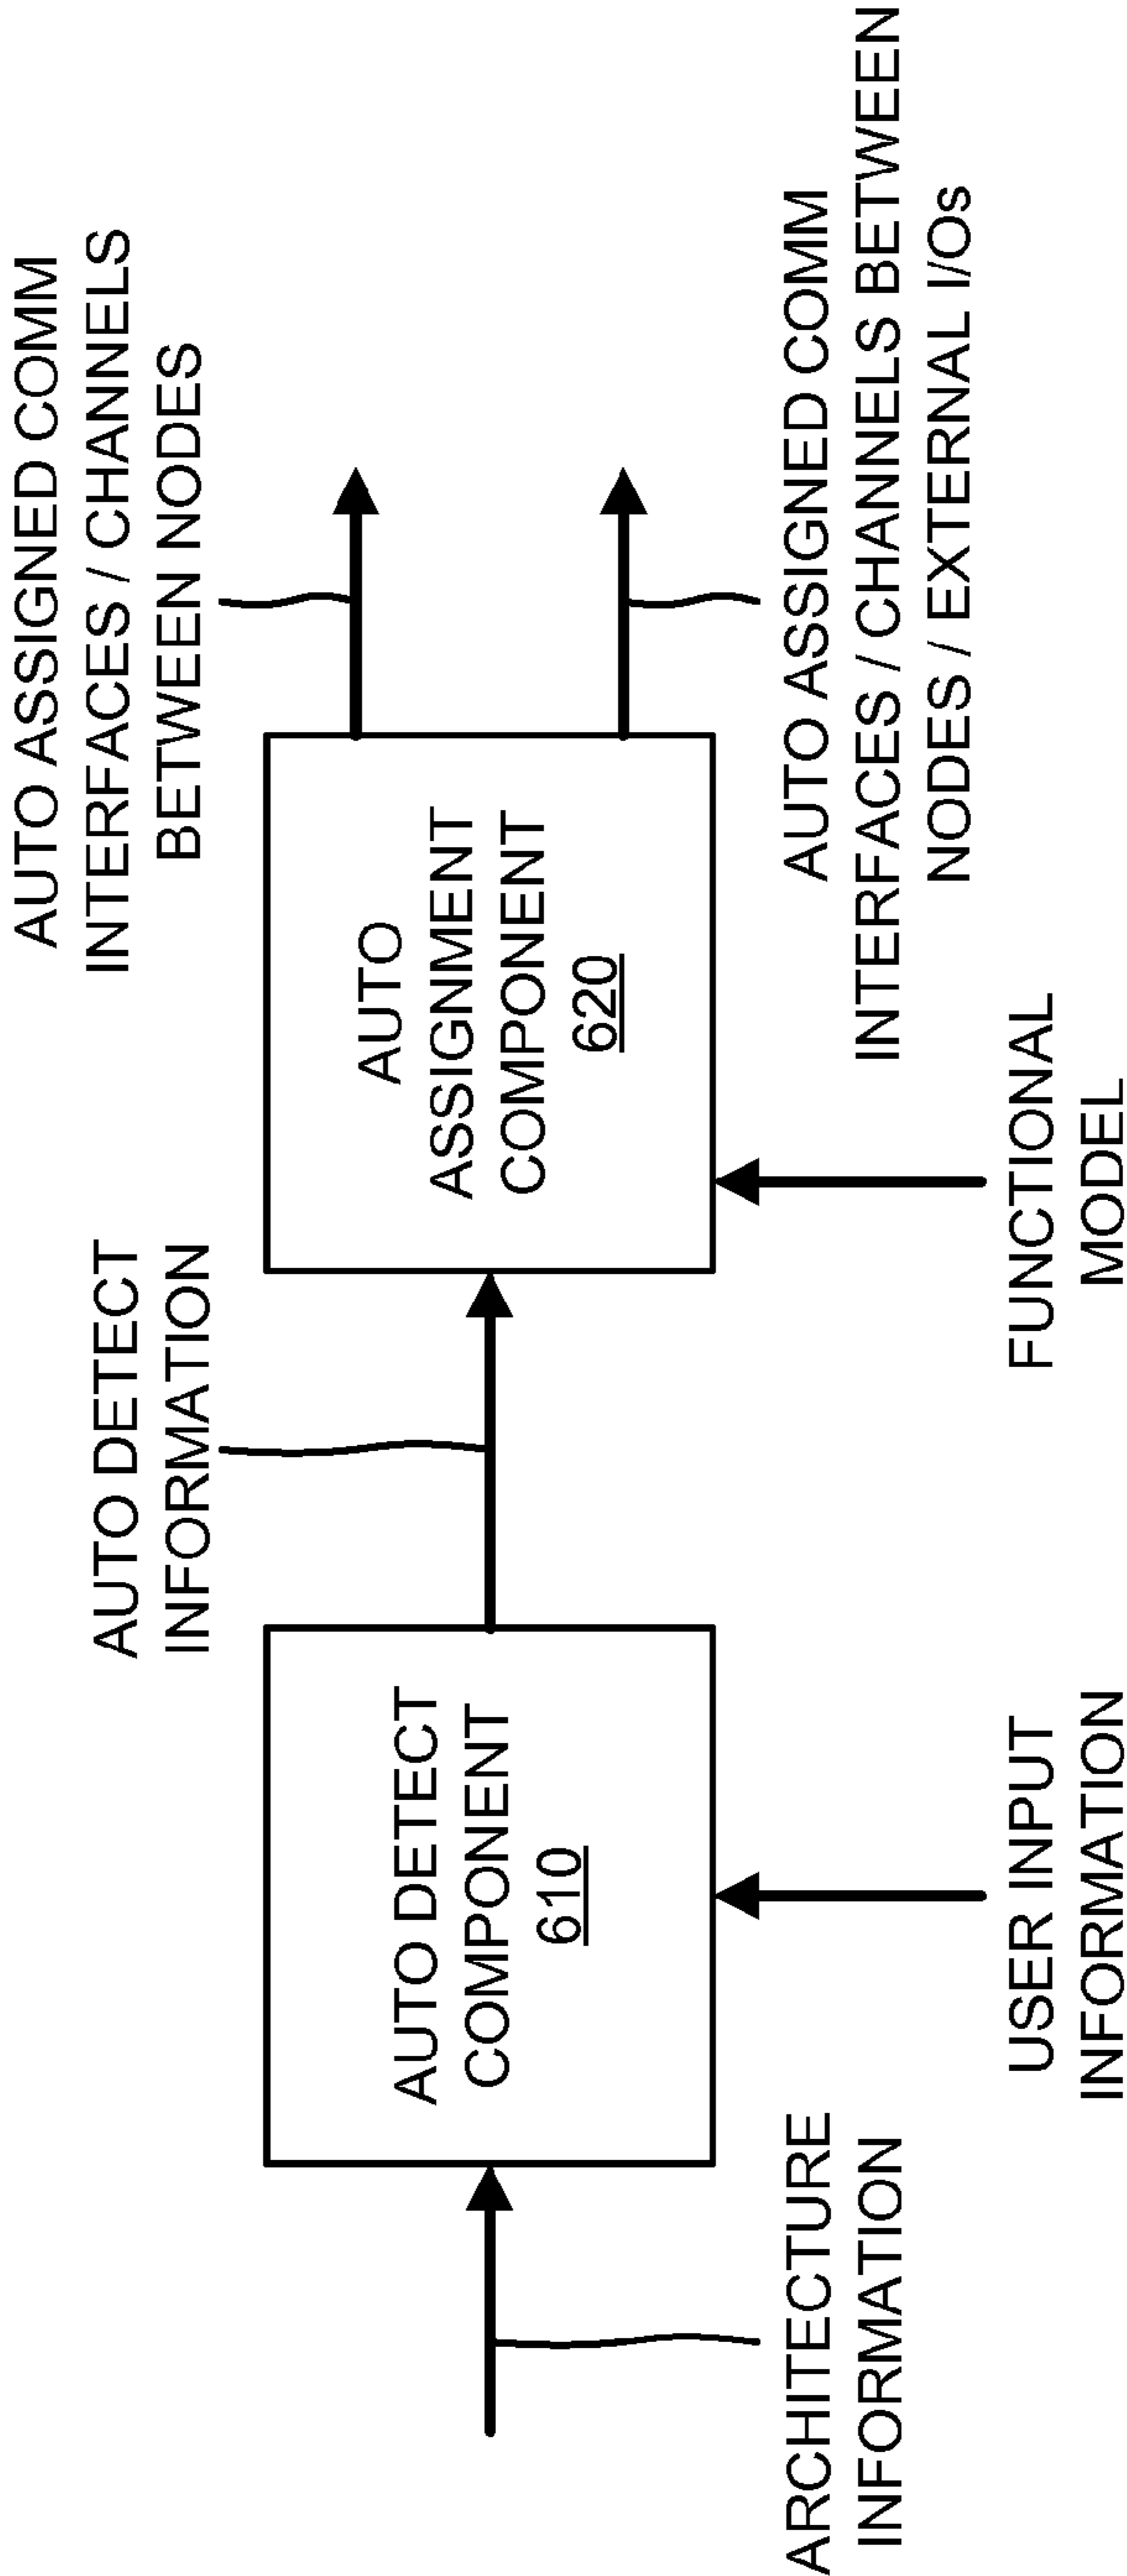 AUTO DETECT
INFORMATION
AUTO ASSIGNED COMM
INTERFACES / CHANNELS
BETWEEN NODES
AUTO DETECT
COMPONENT
610
AUTO
ASSIGNMENT
COMPONENT
620
ARCHITECTURE
INFORMATION
USER INPUT
INFORMATION
FUNCTIONAL
MODEL
AUTO ASSIGNED COMM
INTERFACES / CHANNELS BETWEEN
NODES / EXTERNAL I/Os